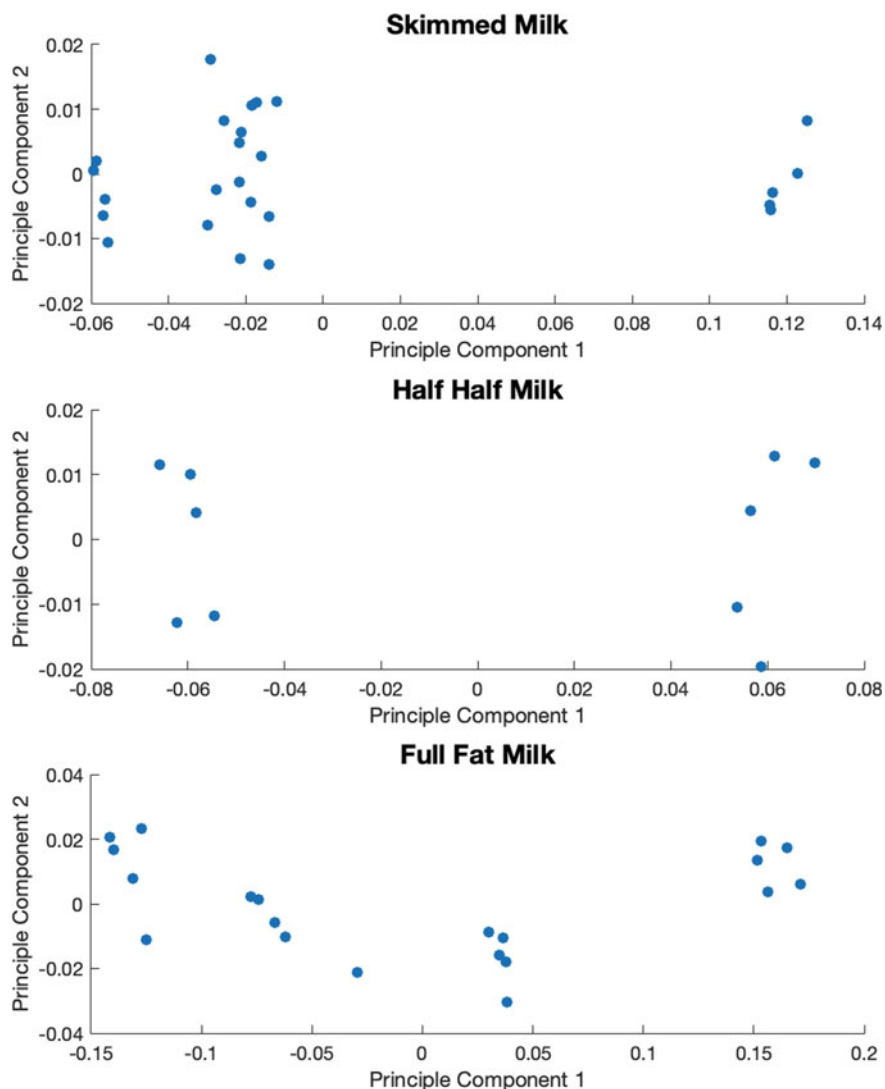 Skimmed Milk
Principle Component 2
0.02
0.01
0
-0.01
-0.02
-0.06 -0.04 -0.02 0 0.02 0.04 0.06 0.08 0.1 0.12 0.14
Principle Component 1
Half Half Milk
Principle Component 2
0.02
0.01
0
-0.01
-0.02
-0.08 -0.06 -0.04 -0.02 0 0.02 0.04 0.06 0.08
Principle Component 1
Full Fat Milk
Principle Component 2
0.04
0.02
0
-0.02
-0.04
-0.15 -0.1 -0.05 0 0.05 0.1 0.15 0.2
Principle Component 1